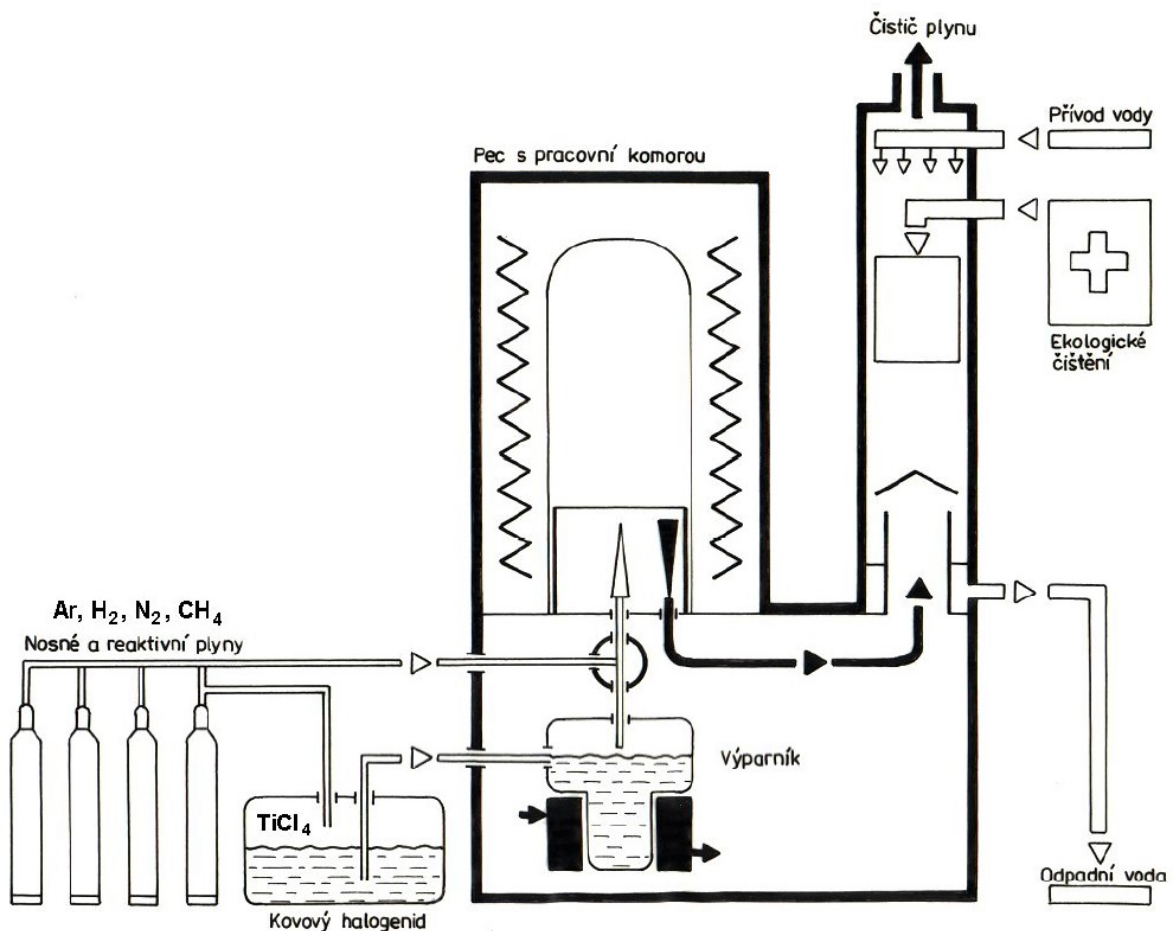 Čistič plynu
Přívod vody
Pec s pracovní komorou
Ekologické
čištění
Ar, H₂, N₂, CH₄
Nosné a reaktivní plyny
Výparník
TiCl₄
Kovový halogenid
Odpadní voda